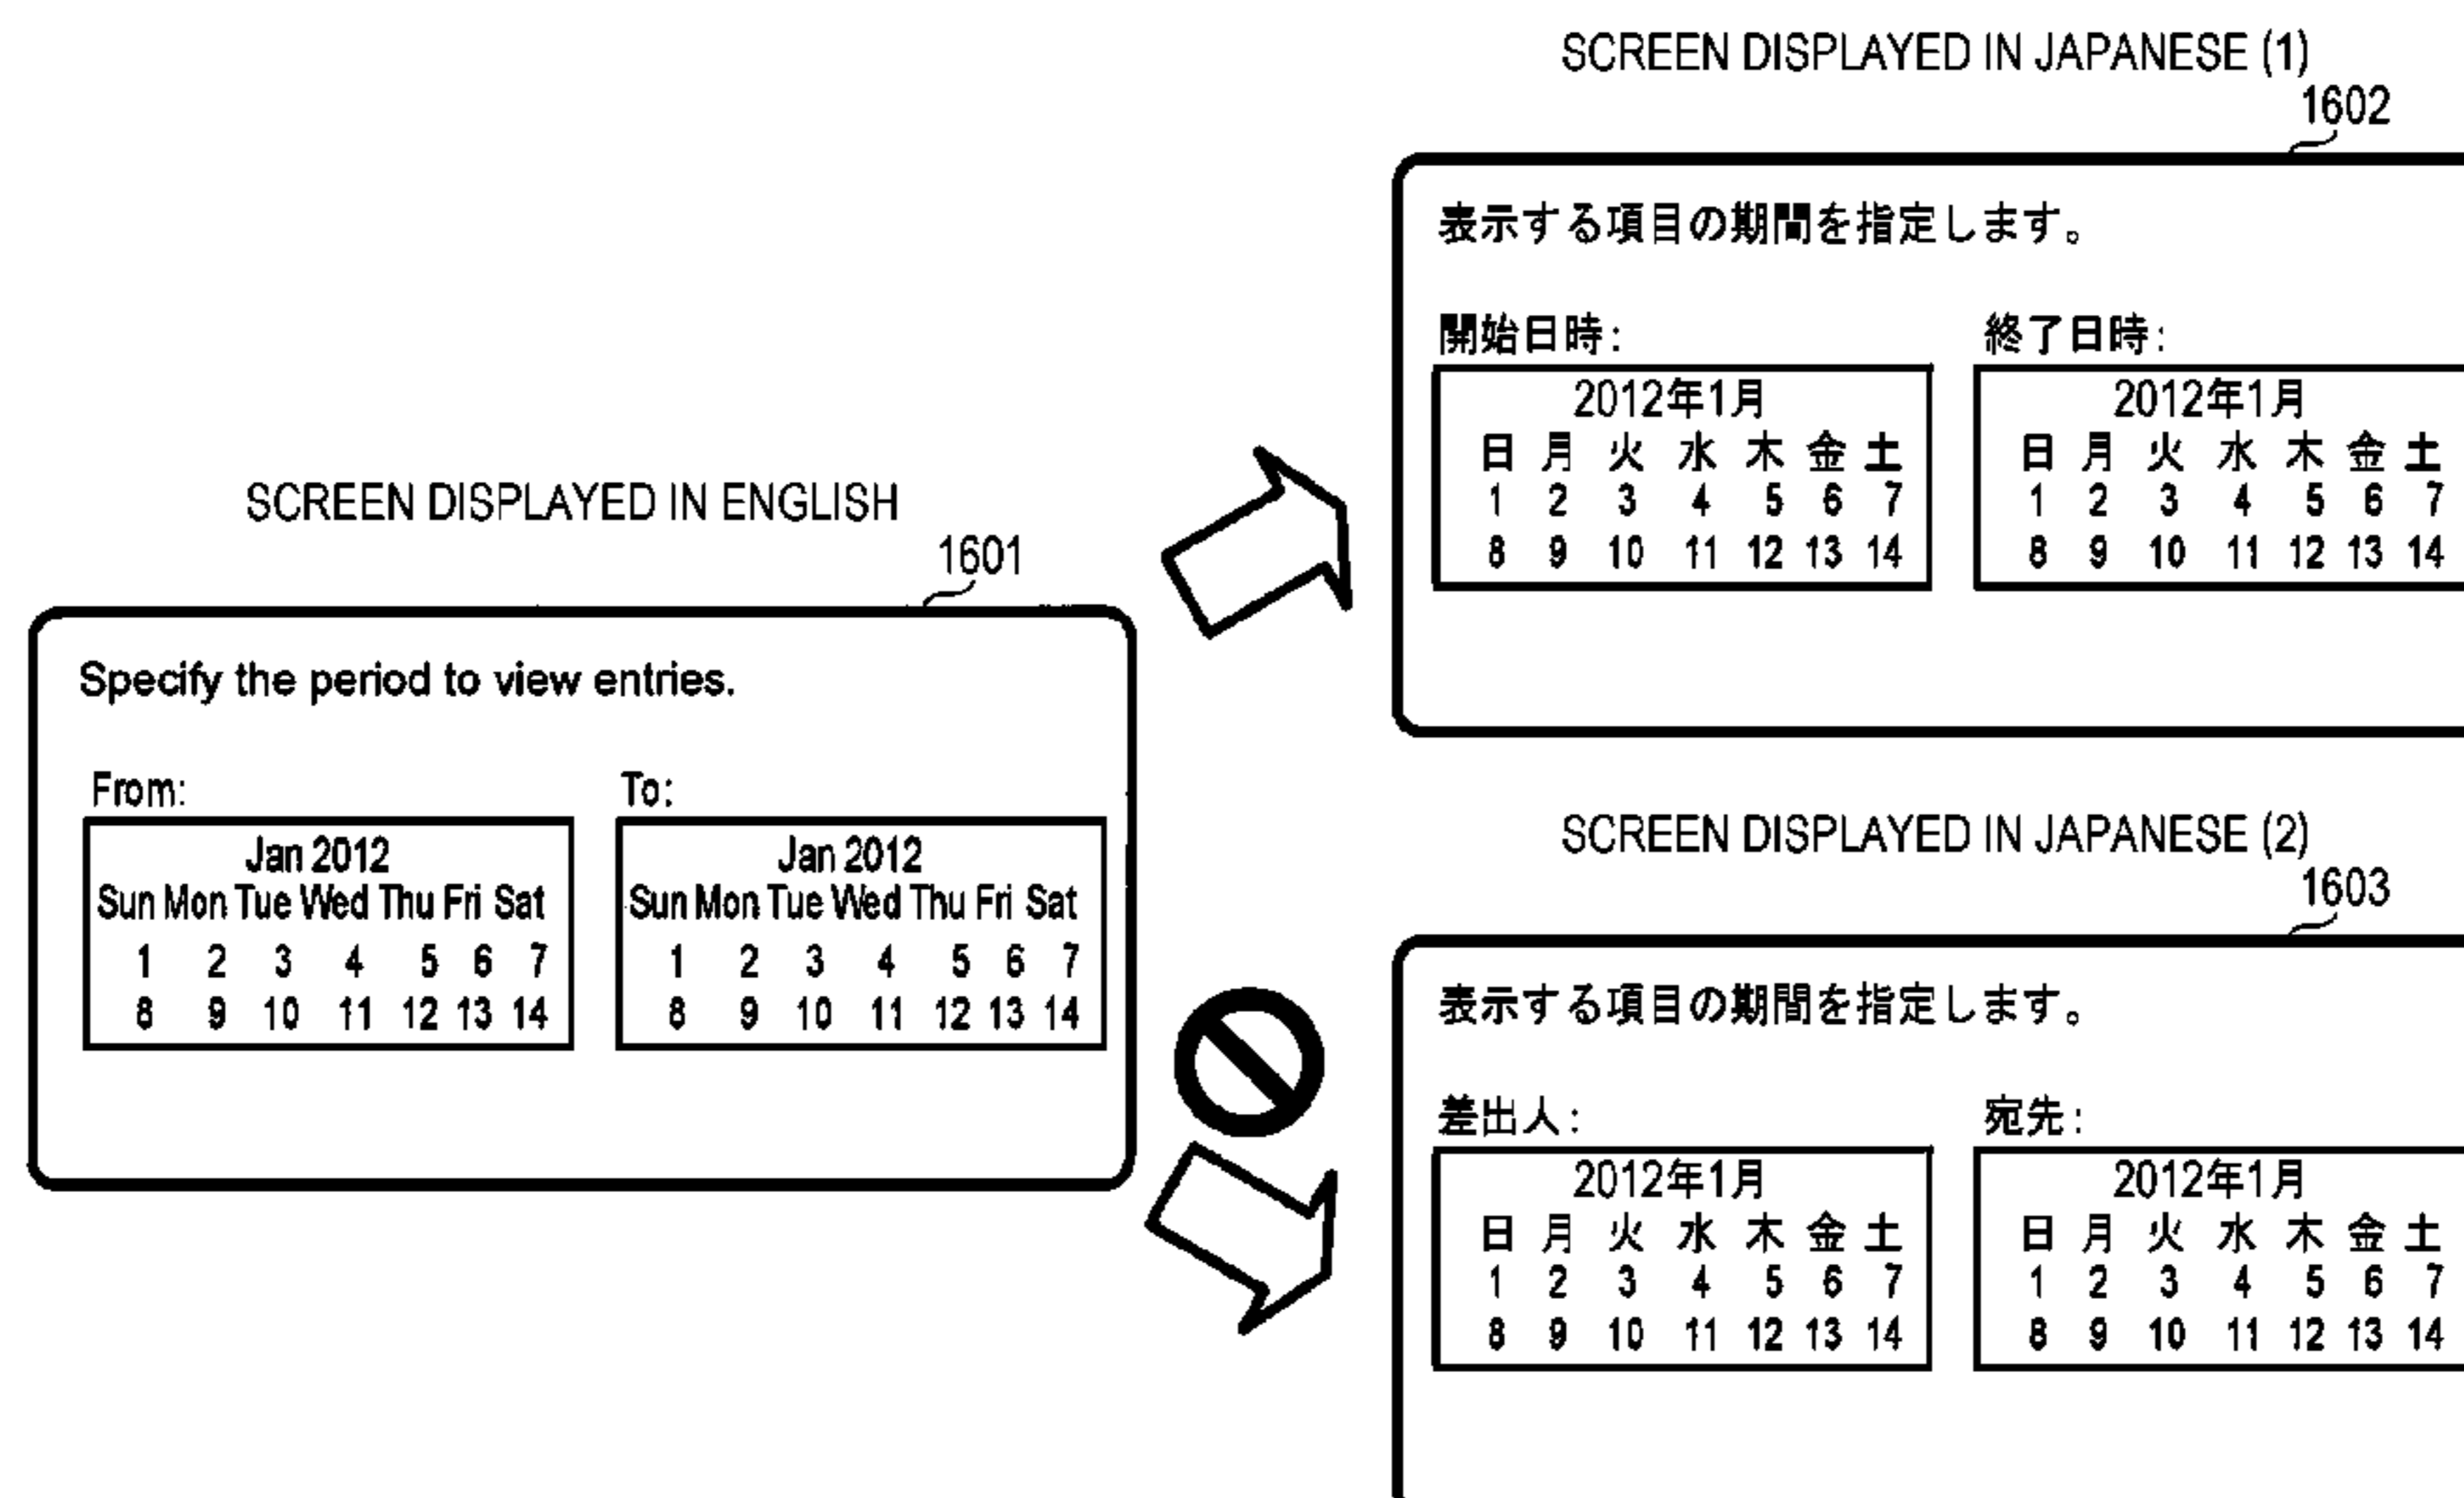 SCREEN DISPLAYED IN JAPANESE (1)
1602
表示する項目の期間を指定します。
開始日時: 終了日時:
2012年1月 2012年1月
日 月 火 水 木 金 土 日 月 火 水 木 金 土
1 2 3 4 5 6 7 1 2 3 4 5 6 7
8 9 10 11 12 13 14 8 9 10 11 12 13 14
SCREEN DISPLAYED IN ENGLISH
1601
Specify the period to view entries.
From: To:
Jan 2012 Jan 2012
Sun Mon Tue Wed Thu Fri Sat Sun Mon Tue Wed Thu Fri Sat
1 2 3 4 5 6 7 1 2 3 4 5 6 7
8 9 10 11 12 13 14 8 9 10 11 12 13 14
SCREEN DISPLAYED IN JAPANESE (2)
1603
表示する項目の期間を指定します。
差出人: 宛先:
2012年1月 2012年1月
日 月 火 水 木 金 土 日 月 火 水 木 金 土
1 2 3 4 5 6 7 1 2 3 4 5 6 7
8 9 10 11 12 13 14 8 9 10 11 12 13 14